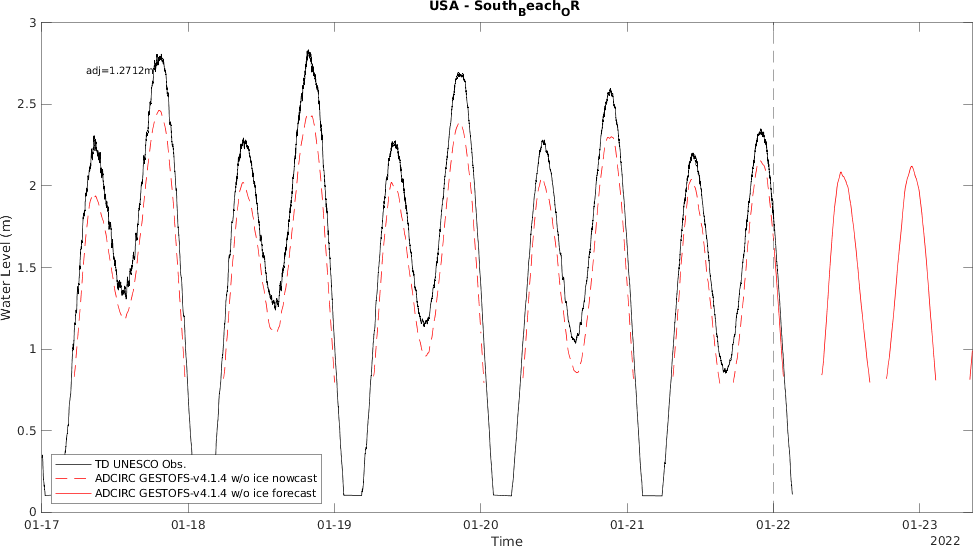 USA - South_Beach_OR
3
adj=1.2712m
2.5
2
1.5
1
0.5
0
Water Level (m)
TD UNESCO Obs.
ADCIRC GESTOFS-v4.1.4 w/o ice nowcast
ADCIRC GESTOFS-v4.1.4 w/o ice forecast
01-17 01-18 01-19 01-20 01-21 01-22 01-23
Time
2022